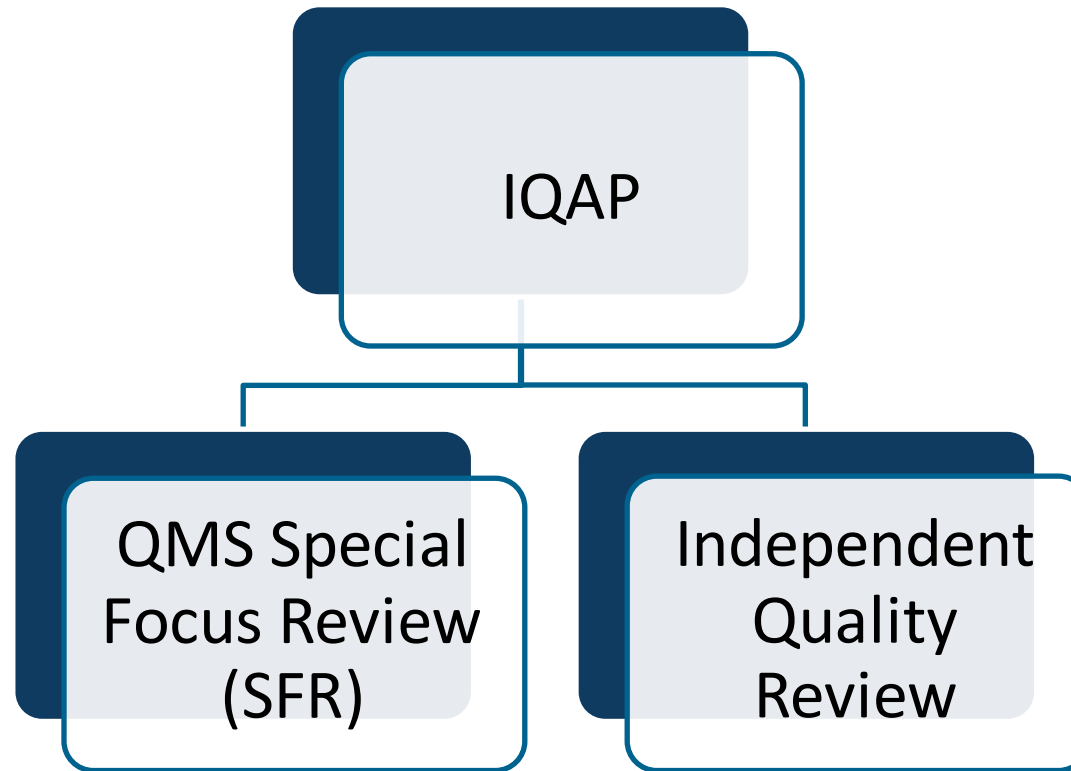 IQAP
QMS Special
Focus Review
(SFR)
Independent
Quality
Review